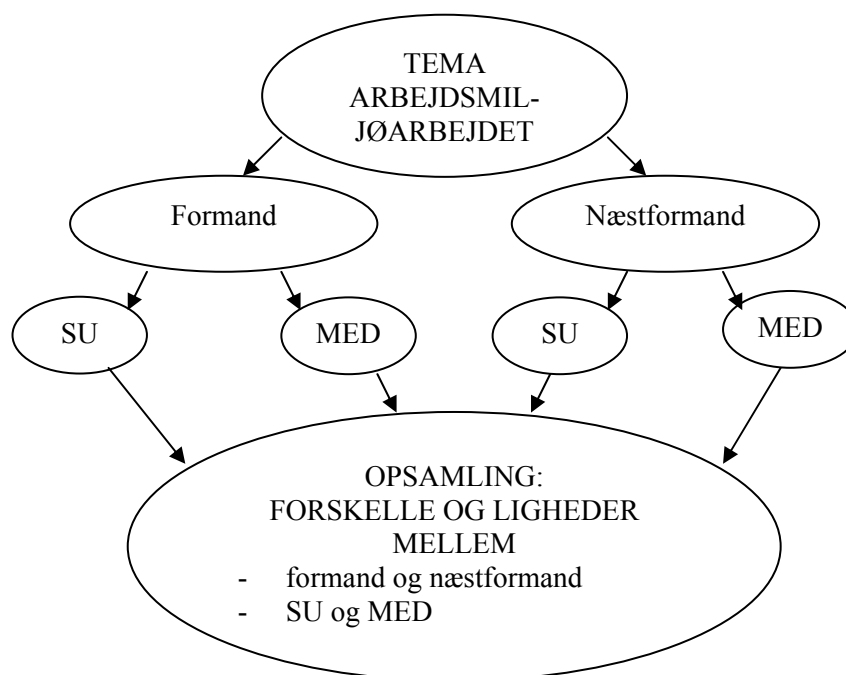 TEMA
ARBEJDSMIL-
JØARBEJDET
Formand
Næstformand
SU
MED
SU
MED
OPSAMLING:
FORSKELLE OG LIGHEDER
MELLEM
- formand og næstformand
- SU og MED